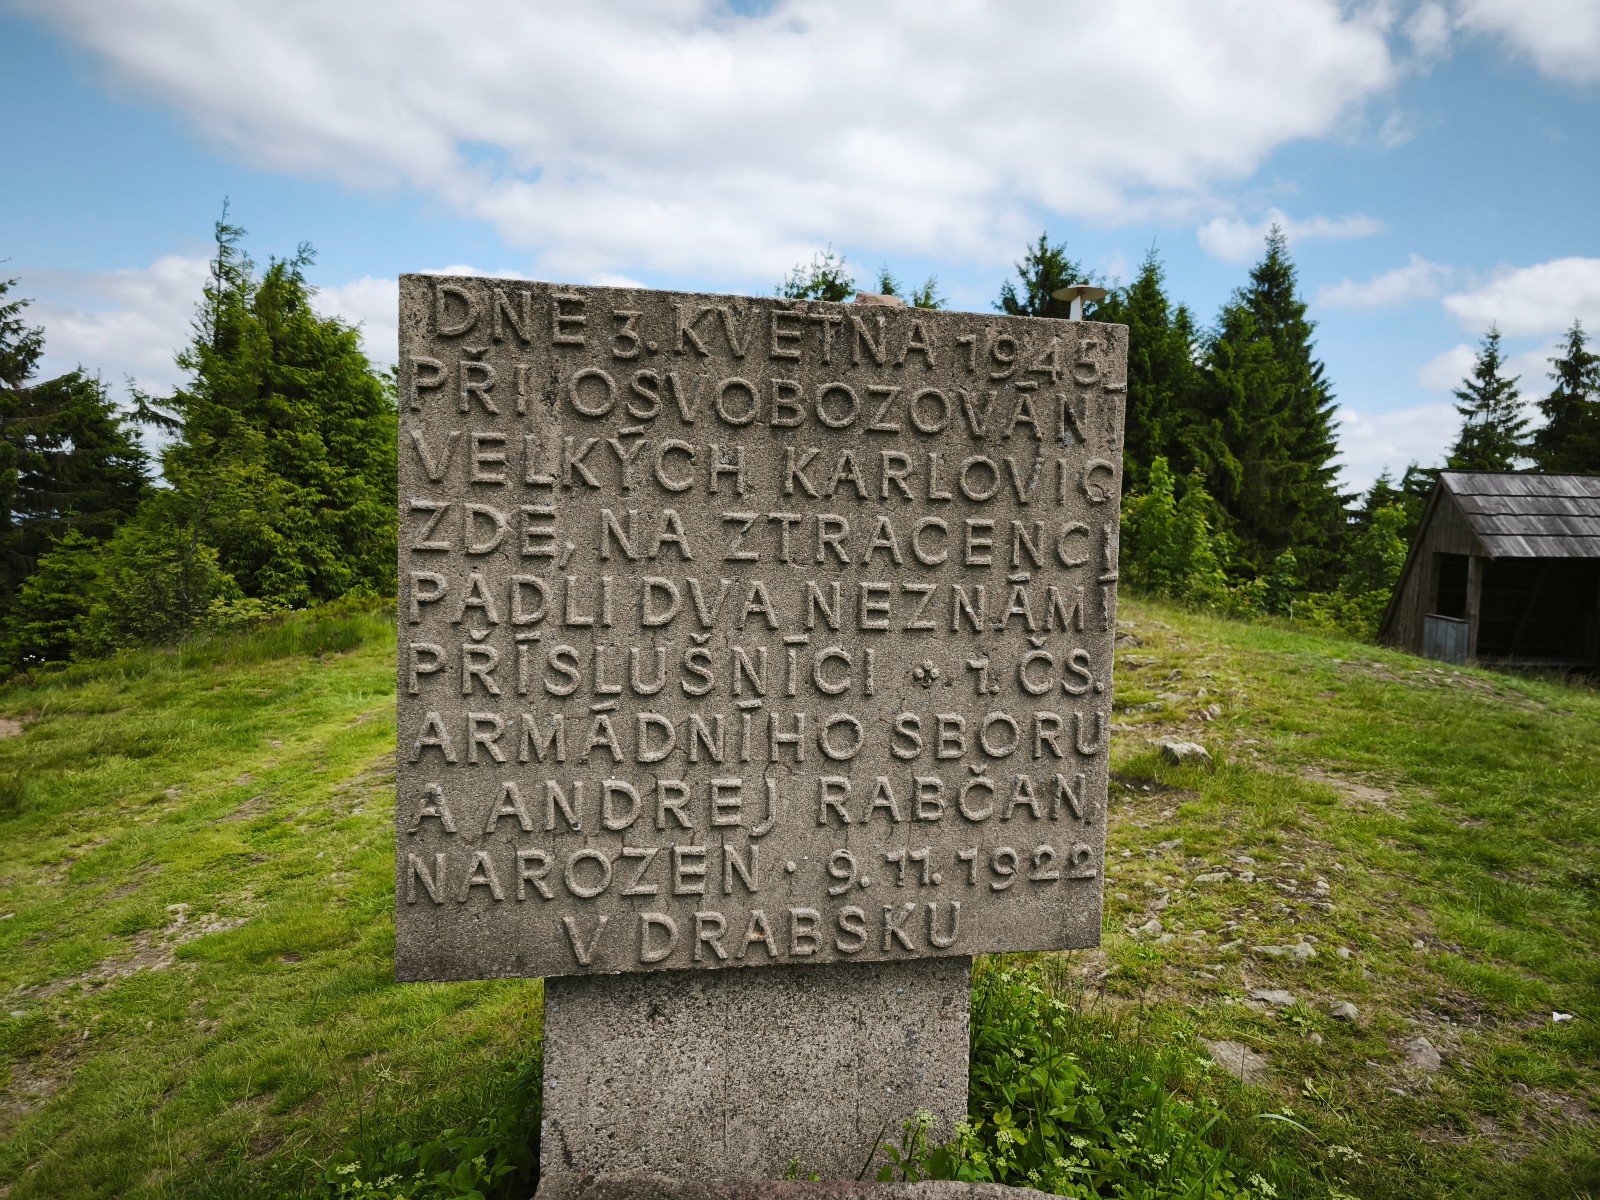 DNE 3. KVĚTNA 1945
PŘI OSVOBOZOVÁNÍ
VELKÝCH KARLOVIC
ZDE, NA ZTRACENCI
PADLI DVA NEZNÁMÍ
PŘÍSLUŠNÍCI 1. ČS.
ARMÁDNÍHO SBORU
A ANDREJ RABČAN,
NAROZEN · 9. 11. 1922
V DRABSKU